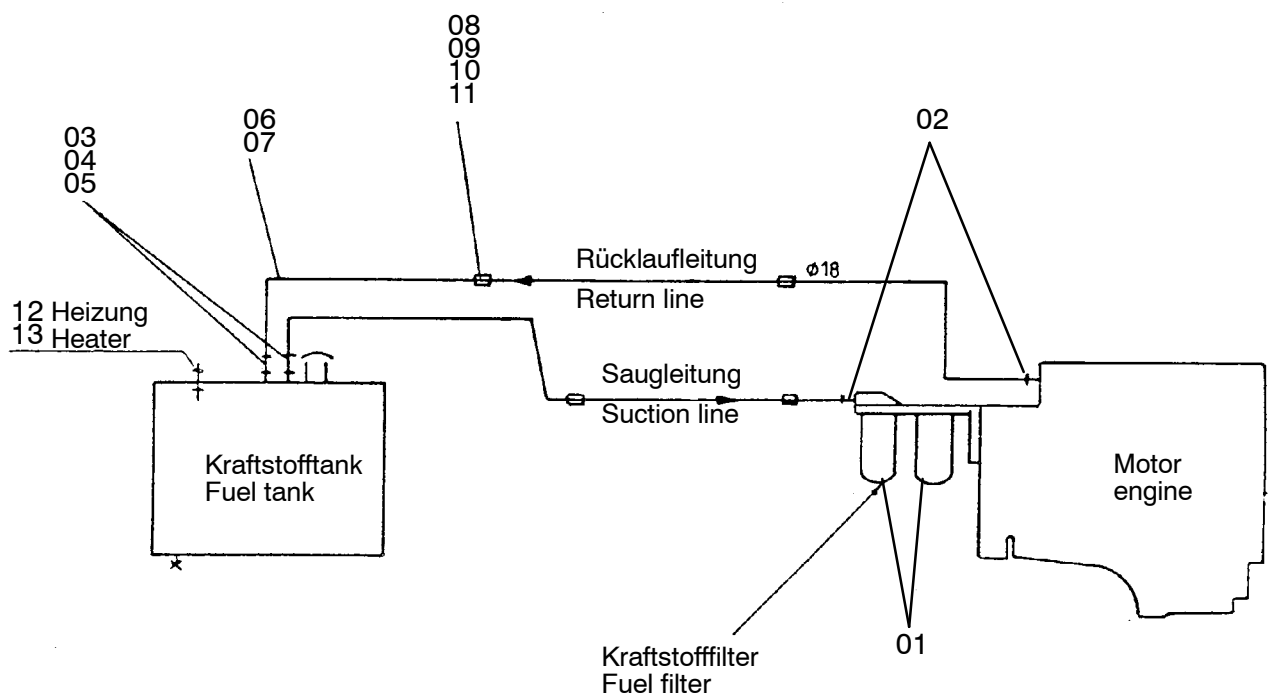 08
09
10
11
03
04
05
06
07
02
Rücklaufleitung
Return line
ø18
12 Heizung
13 Heater
Saugleitung
Suction line
Kraftstofftank
Fuel tank
Motor
engine
01
Kraftstofffilter
Fuel filter